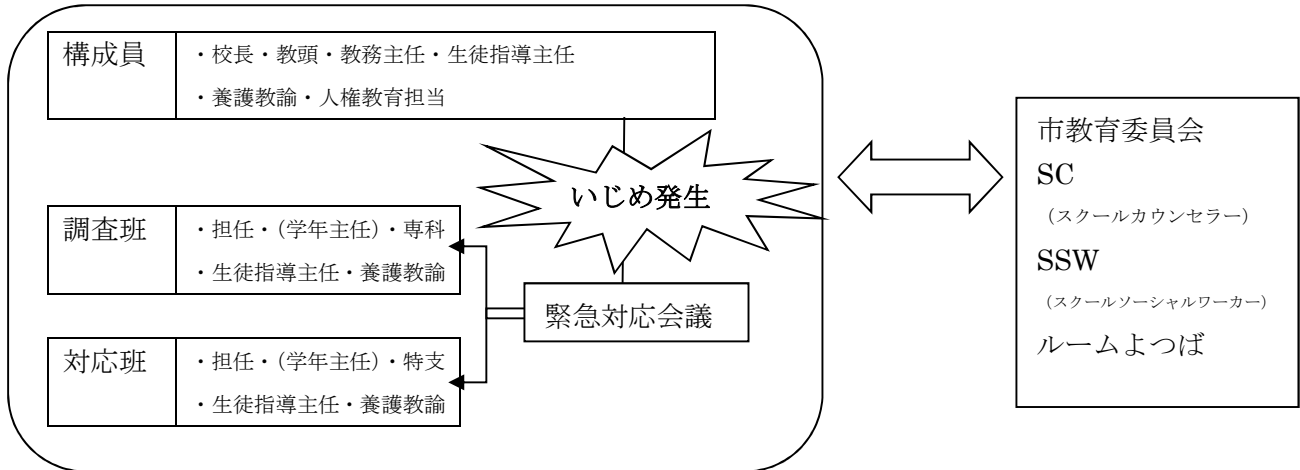 構成員
・校長・教頭・教務主任・生徒指導主任
・養護教諭・人権教育担当
いじめ発生
調査班
・担任・(学年主任)・専科
・生徒指導主任・養護教諭
緊急対応会議
対応班
・担任・(学年主任)・特支
・生徒指導主任・養護教諭
市教育委員会
SC
(スクールカウンセラー)
SSW
(スクールソーシャルワーカー)
ルームよつば